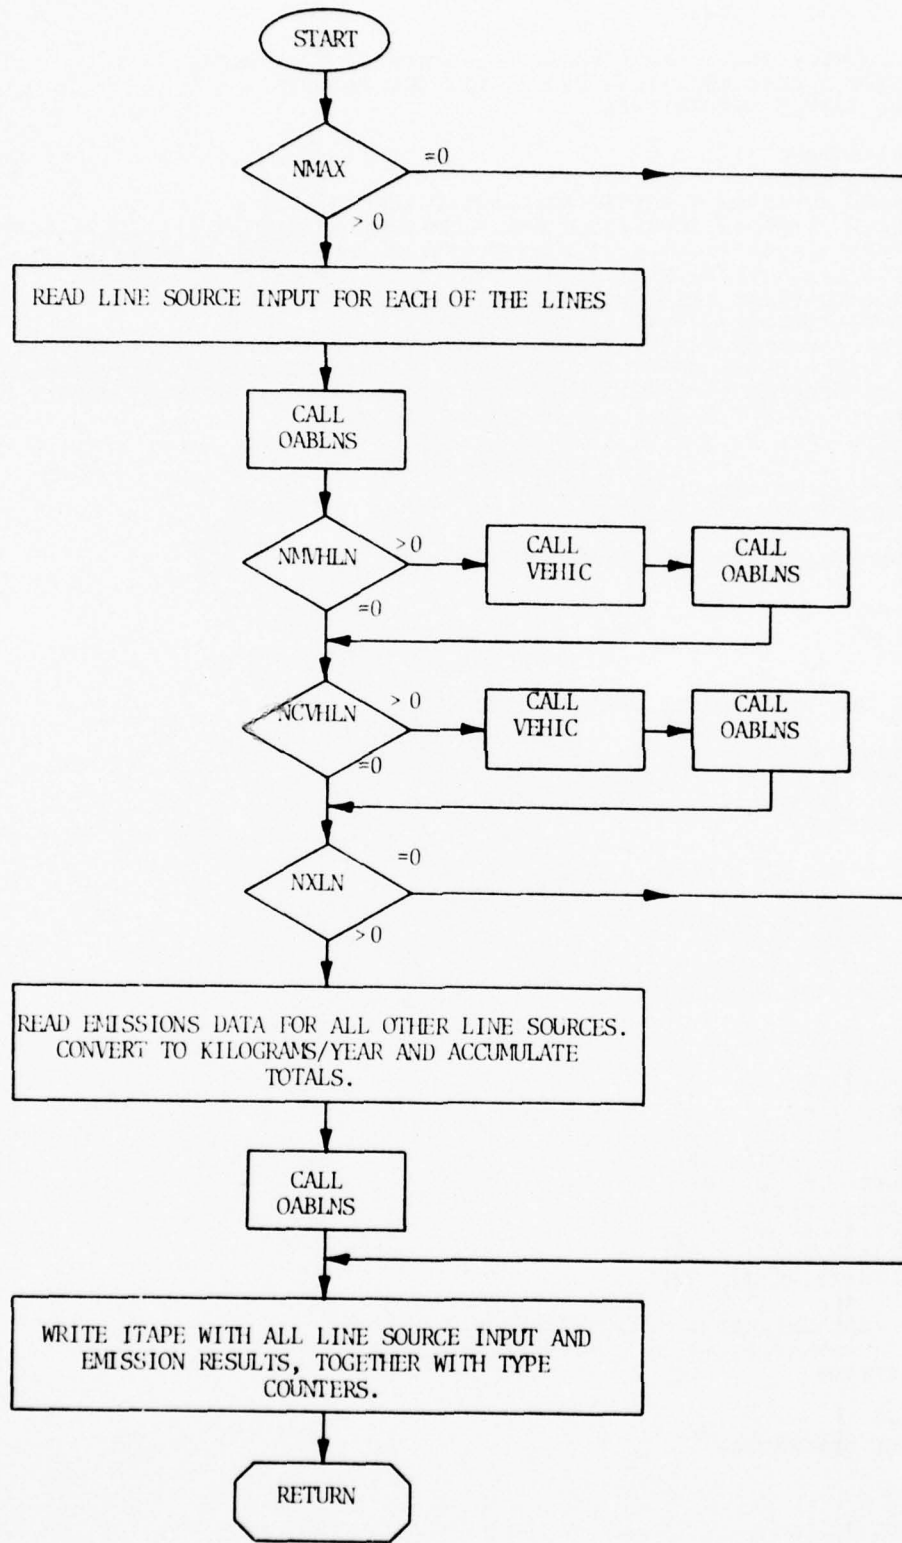 START
NMAX
=0
> 0
READ LINE SOURCE INPUT FOR EACH OF THE LINES
CALL
OABLNS
NMVHLN
>0
=0
CALL
VEHIC
CALL
OABLNS
NCVHLN
> 0
=0
CALL
VEHIC
CALL
OABLNS
NXLN
=0
> 0
READ EMISSIONS DATA FOR ALL OTHER LINE SOURCES.
CONVERT TO KILOGRAMS/YEAR AND ACCUMULATE
TOTALS.
CALL
OABLNS
WRITE ITAPE WITH ALL LINE SOURCE INPUT AND
EMISSION RESULTS, TOGETHER WITH TYPE
COUNTERS.
RETURN